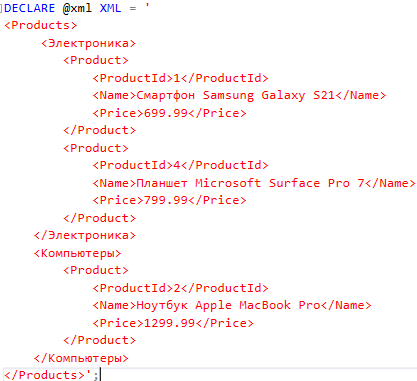 DECLARE @xml XML = '
<Products>
<Электроника>
<Product>
<ProductId>1</ProductId>
<Name>Смартфон Samsung Galaxy S21</Name>
<Price>699.99</Price>
</Product>
<Product>
<ProductId>4</ProductId>
<Name>Планшет Microsoft Surface Pro 7</Name>
<Price>799.99</Price>
</Product>
</Электроника>
<Компьютеры>
<Product>
<ProductId>2</ProductId>
<Name>Ноутбук Apple MacBook Pro</Name>
<Price>1299.99</Price>
</Product>
</Компьютеры>
</Products>';